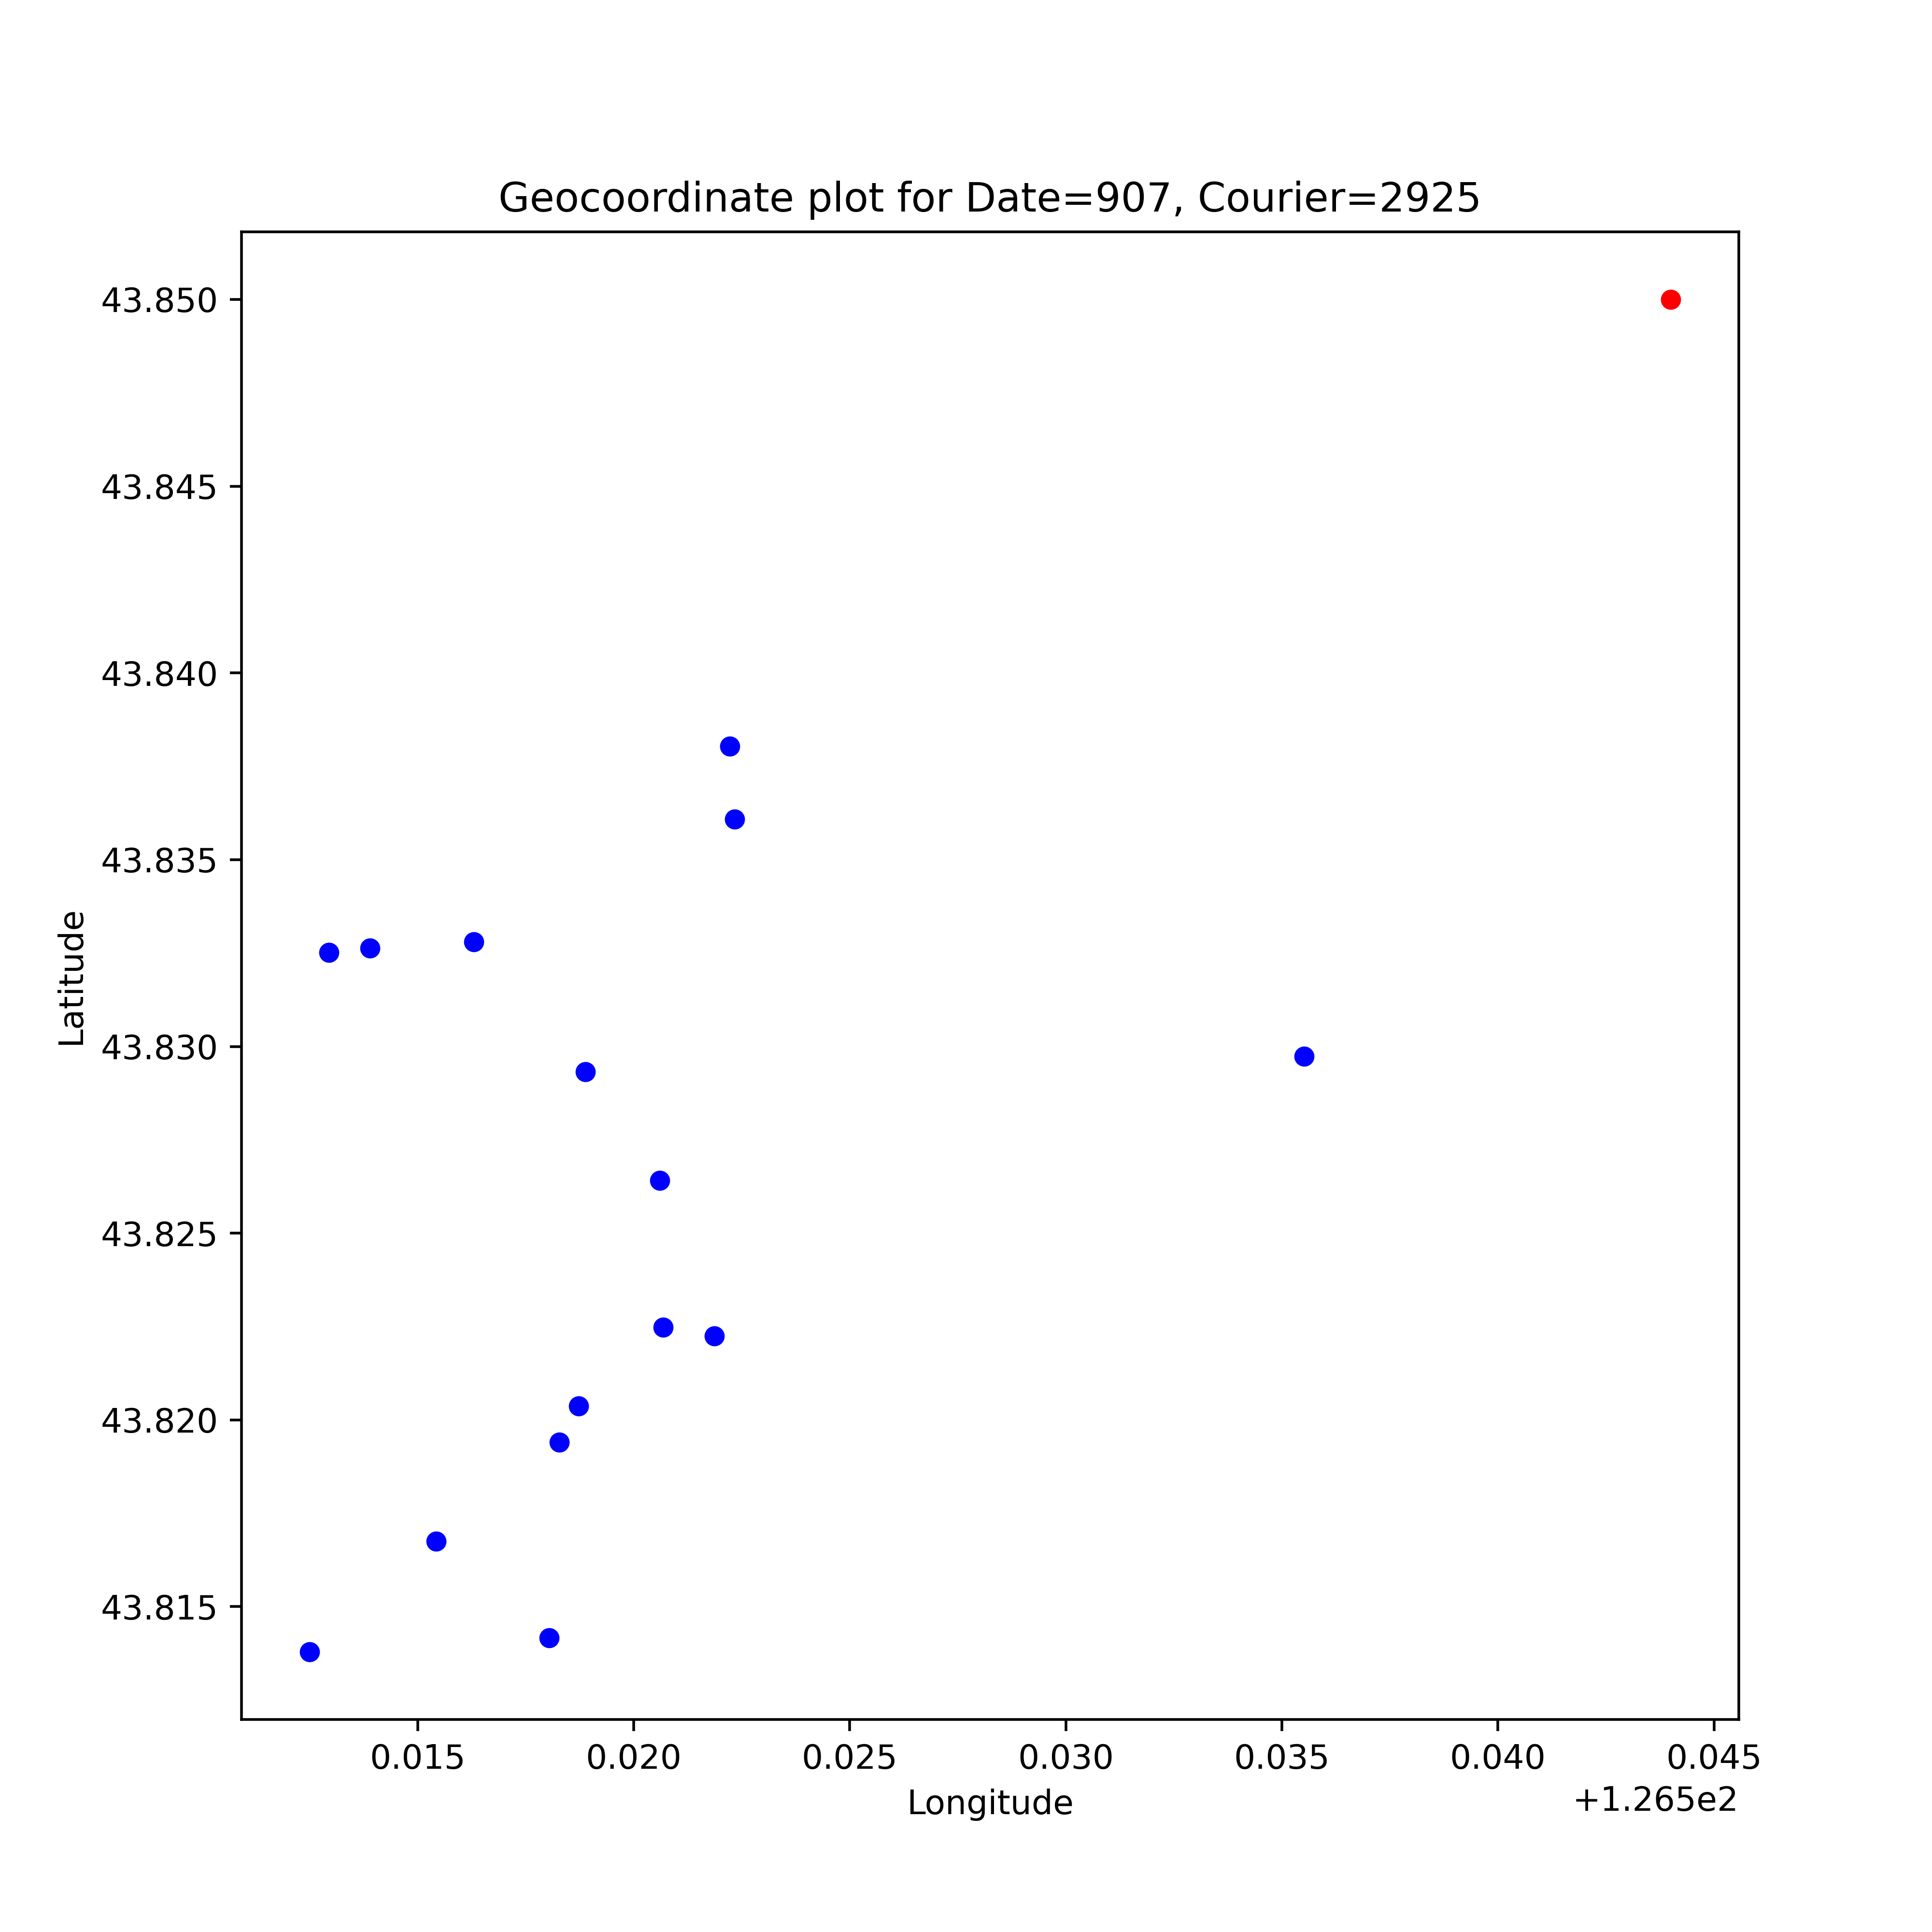 Geocoordinate plot for Date=907, Courier=2925
43.850
43.845
43.840
43.835
43.830
43.825
43.820
43.815
Latitude
0.015 0.020 0.025 0.030 0.035 0.040 0.045
+1.265e2
Longitude